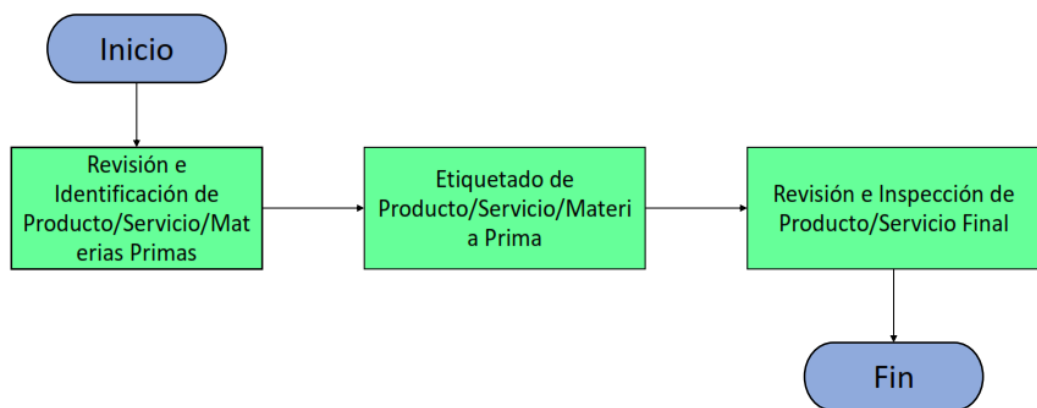 Inicio
Revisión e
Identificación de
Producto/Servicio/Mat
erias Primas
Etiquetado de
Producto/Servicio/Materi
a Prima
Revisión e Inspección de
Producto/Servicio Final
Fin